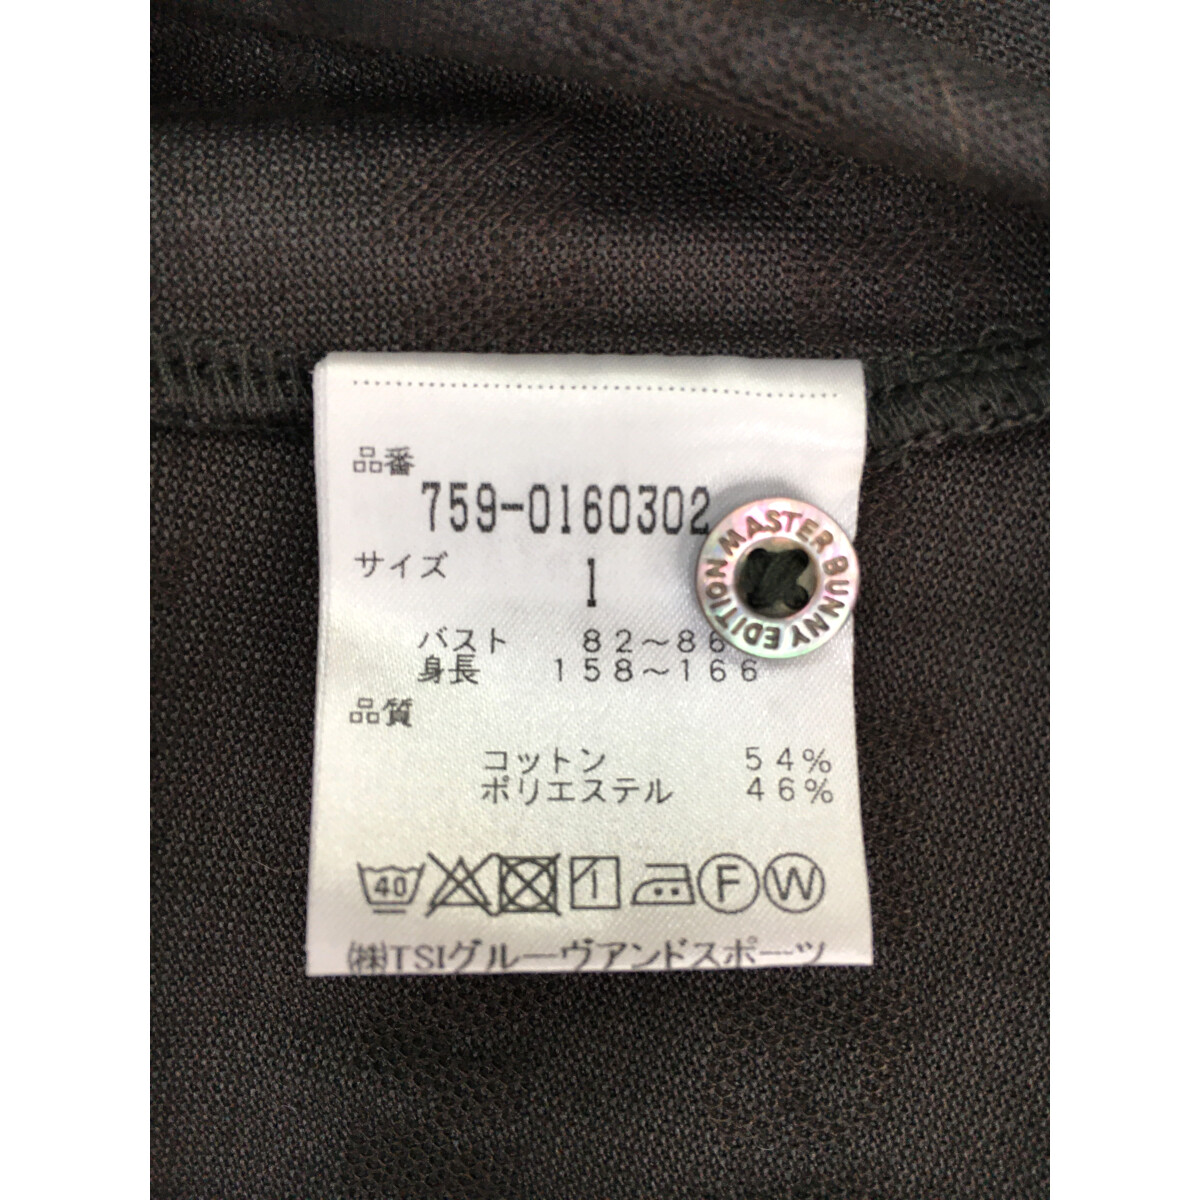 品番
759-0160302
サイズ
1
バスト 82～86
身長 158～166
品質
コットン 54%
ポリエステル 46%
40 1 F W
㈱TSIグルーヴアンドスポーツ
MASTER BUNNY EDITION